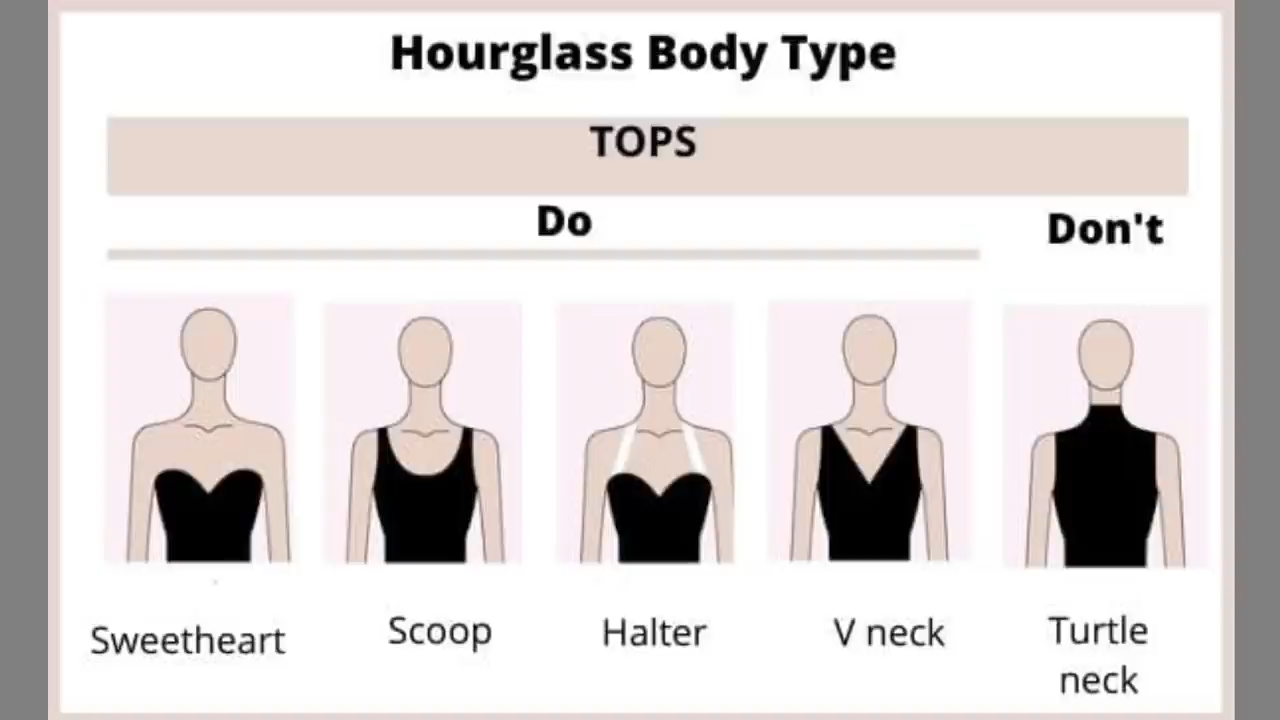 Hourglass Body Type
TOPS
Do
Don't
Sweetheart
Scoop
Halter
V neck
Turtle
neck